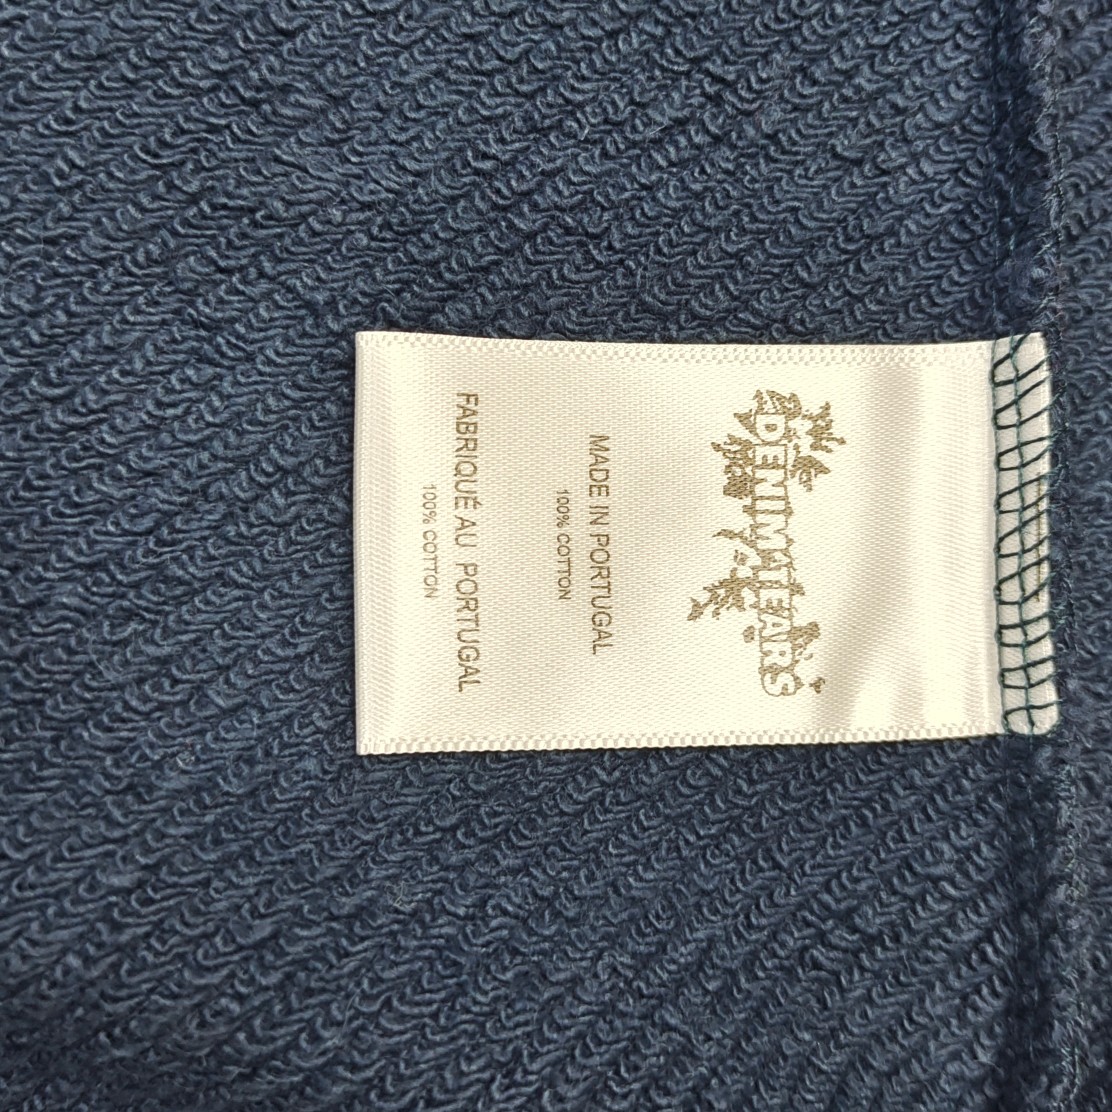 DENIM TEARS
MADE IN PORTUGAL
100% COTTON
FABRIQUÉ AU PORTUGAL
100% COTTON